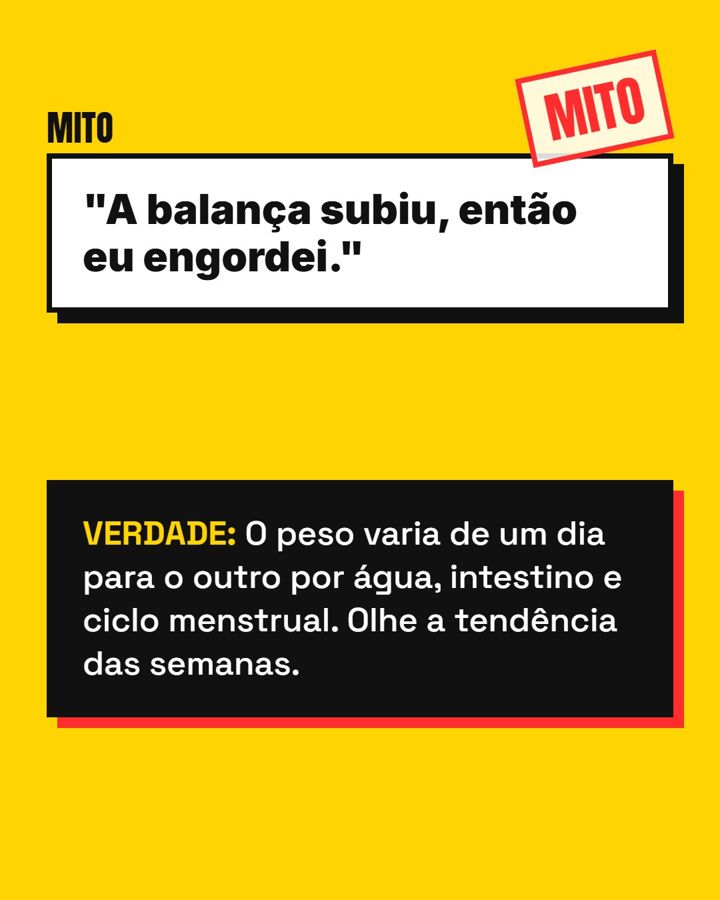 MITO
MITO
"A balança subiu, então
eu engordei."
VERDADE: O peso varia de um dia
para o outro por água, intestino e
ciclo menstrual. Olhe a tendência
das semanas.